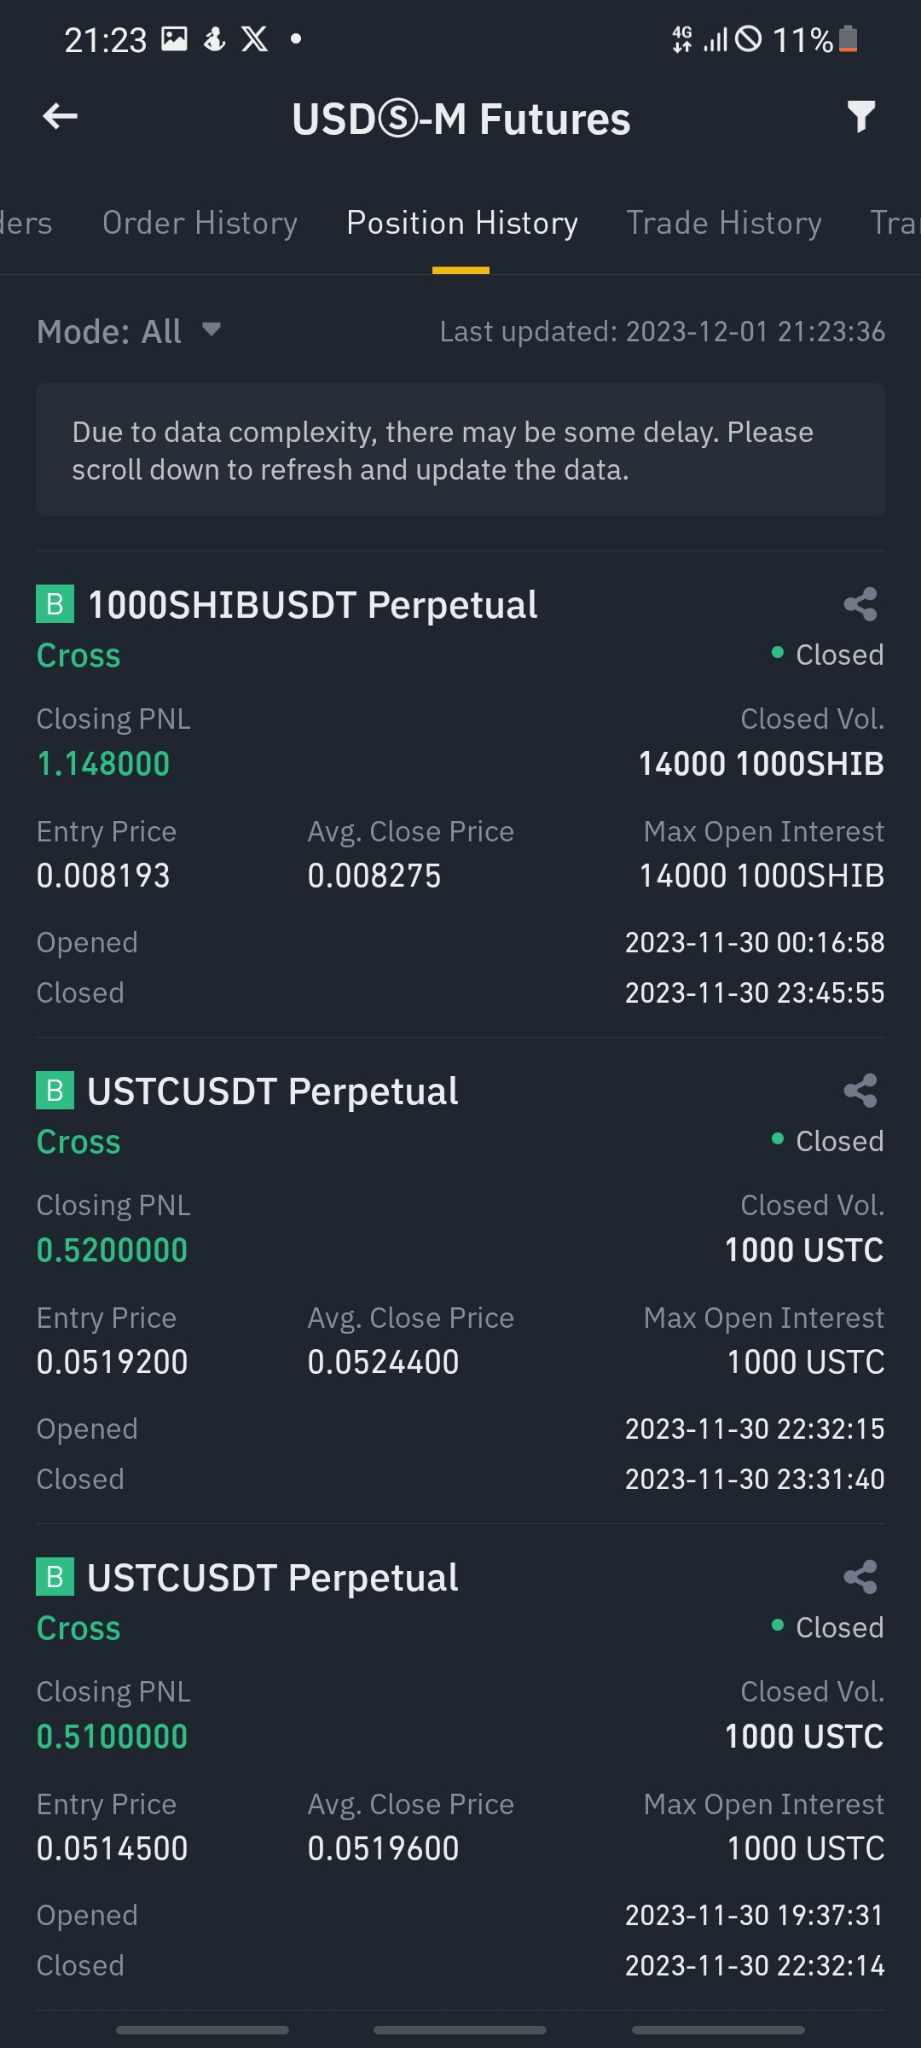 21:23 4G 11%
USDⓈ-M Futures
ders Order History Position History Trade History Tra
Mode: All Last updated: 2023-12-01 21:23:36
Due to data complexity, there may be some delay. Please
scroll down to refresh and update the data.
B 1000SHIBUSDT Perpetual
Cross Closed
Closing PNL Closed Vol.
1.148000 14000 1000SHIB
Entry Price Avg. Close Price Max Open Interest
0.008193 0.008275 14000 1000SHIB
Opened 2023-11-30 00:16:58
Closed 2023-11-30 23:45:55
B USTCUSDT Perpetual
Cross Closed
Closing PNL Closed Vol.
0.5200000 1000 USTC
Entry Price Avg. Close Price Max Open Interest
0.0519200 0.0524400 1000 USTC
Opened 2023-11-30 22:32:15
Closed 2023-11-30 23:31:40
B USTCUSDT Perpetual
Cross Closed
Closing PNL Closed Vol.
0.5100000 1000 USTC
Entry Price Avg. Close Price Max Open Interest
0.0514500 0.0519600 1000 USTC
Opened 2023-11-30 19:37:31
Closed 2023-11-30 22:32:14